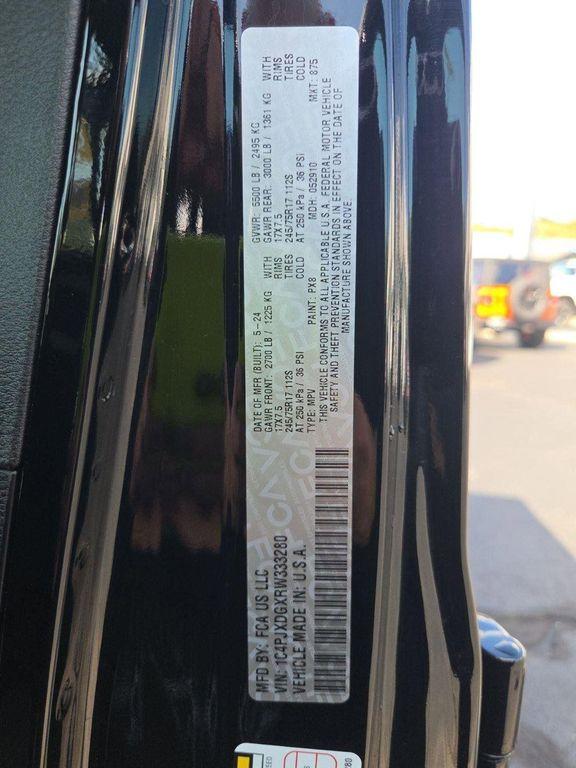 MFD BY: FCA US LLC
VIN: 1C4PJXDGXRW333280
VEHICLE MADE IN: U.S.A.
DATE OF MFR (BUILT): 5-24
GVWR: 5500 LB / 2495 KG
GAWR FRONT: 2700 LB / 1225 KG WITH
GAWR REAR: 3000 LB / 1361 KG WITH
17X7.5 RIMS
17X7.5 RIMS
245/75R17 112S TIRES
245/75R17 112S TIRES
AT 250 kPa / 36 PSI COLD
AT 250 kPa / 36 PSI COLD
TYPE: MPV PAINT: PX8 MDH: 052910 MXT: 875
THIS VEHICLE CONFORMS TO ALL APPLICABLE U.S.A. FEDERAL MOTOR VEHICLE
SAFETY AND THEFT PREVENTION STANDARDS IN EFFECT ON THE DATE OF
MANUFACTURE SHOWN ABOVE.
280